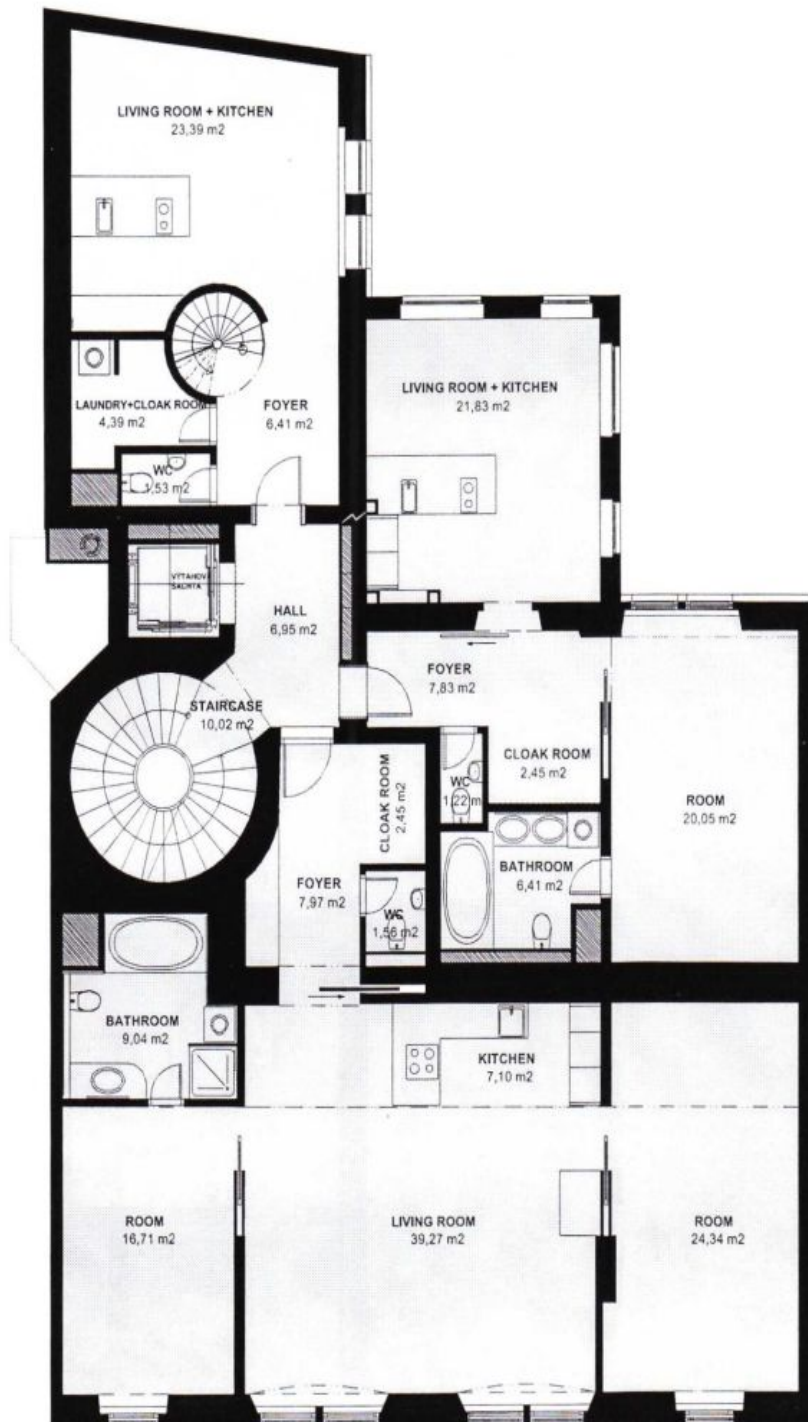 LIVING ROOM + KITCHEN
23,39 m2
LIVING ROOM + KITCHEN
21,83 m2
LAUNDRY+CLOAK ROOM
4,39 m2
FOYER
6,41 m2
WC
1,53 m2
VÝTAHOVÁ
ŠACHTA
HALL
6,95 m2
FOYER
7,83 m2
STAIRCASE
10,02 m2
CLOAK ROOM
2,45 m2
WC
1,22 m
CLOAK ROOM
2,45 m2
ROOM
20,05 m2
BATHROOM
6,41 m2
FOYER
7,97 m2
WC
1,56 m2
BATHROOM
9,04 m2
KITCHEN
7,10 m2
ROOM
16,71 m2
LIVING ROOM
39,27 m2
ROOM
24,34 m2